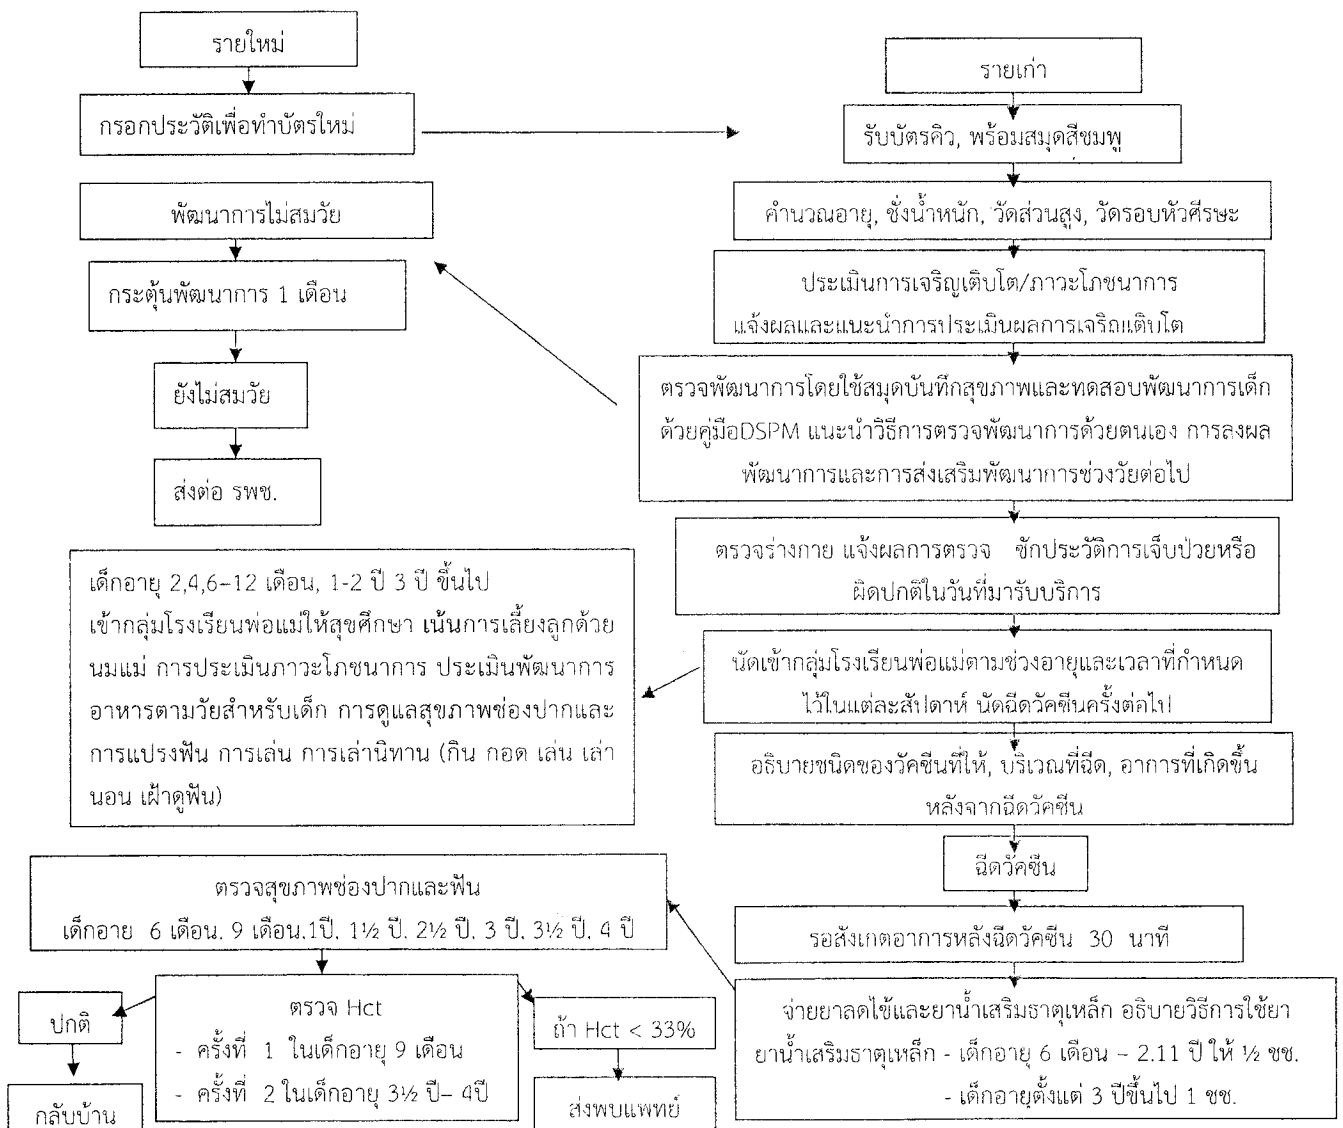 รายใหม่
กรอกประวัติเพื่อทำบัตรใหม่
รายเก่า
รับบัตรคิว, พร้อมสมุดสีชมพู
คำนวณอายุ, ชั่งน้ำหนัก, วัดส่วนสูง, วัดรอบหัวศีรษะ
ประเมินการเจริญเติบโต/ภาวะโภชนาการ
แจ้งผลและแนะนำการประเมินผลการเจริญเติบโต
ตรวจพัฒนาการโดยใช้สมุดบันทึกสุขภาพและทดสอบพัฒนาการเด็ก
ด้วยคู่มือDSPM แนะนำวิธีการตรวจพัฒนาการด้วยตนเอง การลงผล
พัฒนาการและการส่งเสริมพัฒนาการช่วงวัยต่อไป
พัฒนาการไม่สมวัย
กระตุ้นพัฒนาการ 1 เดือน
ยังไม่สมวัย
ส่งต่อ รพช.
ตรวจร่างกาย แจ้งผลการตรวจ ซักประวัติการเจ็บป่วยหรือ
ผิดปกติในวันที่มารับบริการ
นัดเข้ากลุ่มโรงเรียนพ่อแม่ตามช่วงอายุและเวลาที่กำหนด
ไว้ในแต่ละสัปดาห์ นัดฉีดวัคซีนครั้งต่อไป
เด็กอายุ 2,4,6–12 เดือน, 1-2 ปี 3 ปี ขึ้นไป
เข้ากลุ่มโรงเรียนพ่อแม่ให้สุขศึกษา เน้นการเลี้ยงลูกด้วย
นมแม่ การประเมินภาวะโภชนาการ ประเมินพัฒนาการ
อาหารตามวัยสำหรับเด็ก การดูแลสุขภาพช่องปากและ
การแปรงฟัน การเล่น การเล่านิทาน (กิน กอด เล่น เล่า
นอน เฝ้าดูฟัน)
อธิบายชนิดของวัคซีนที่ให้, บริเวณที่ฉีด, อาการที่เกิดขึ้น
หลังจากฉีดวัคซีน
ฉีดวัคซีน
รอสังเกตอาการหลังฉีดวัคซีน 30 นาที
จ่ายยาลดไข้และยาน้ำเสริมธาตุเหล็ก อธิบายวิธีการใช้ยา
ยาน้ำเสริมธาตุเหล็ก - เด็กอายุ 6 เดือน – 2.11 ปี ให้ ½ ชช.
- เด็กอายุตั้งแต่ 3 ปีขึ้นไป 1 ชช.
ตรวจสุขภาพช่องปากและฟัน
เด็กอาย 6 เดือน. 9 เดือน.1ปี. 1½ ปี. 2½ ปี. 3 ปี. 3½ ปี. 4 ปี
ตรวจ Hct
- ครั้งที่ 1 ในเด็กอายุ 9 เดือน
- ครั้งที่ 2 ในเด็กอายุ 3½ ปี– 4ปี
ปกติ
กลับบ้าน
ถ้า Hct < 33%
ส่งพบแพทย์